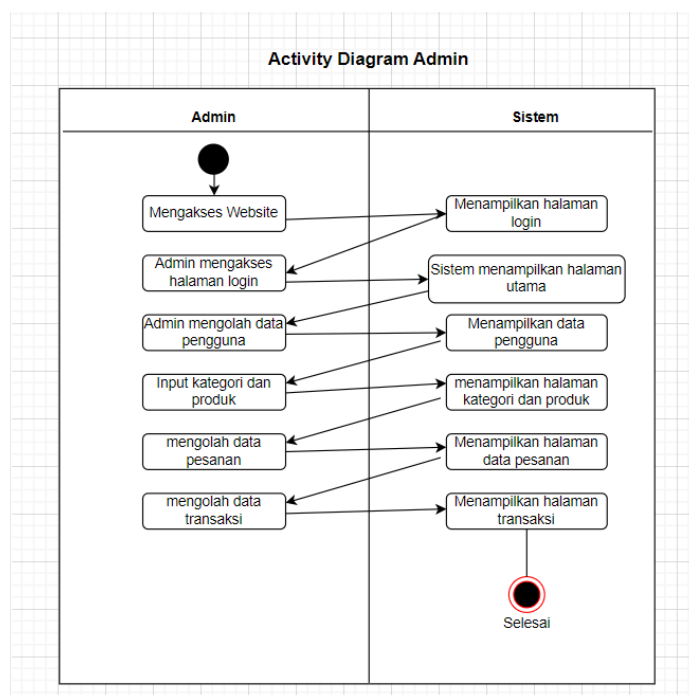 Activity Diagram Admin
Admin
Sistem
Mengakses Website
Menampilkan halaman
login
Admin mengakses
halaman login
Sistem menampilkan halaman
utama
Admin mengolah data
pengguna
Menampilkan data
pengguna
Input kategori dan
produk
menampilkan halaman
kategori dan produk
mengolah data
pesanan
Menampilkan halaman
data pesanan
mengolah data
transaksi
Menampilkan halaman
transaksi
Selesai